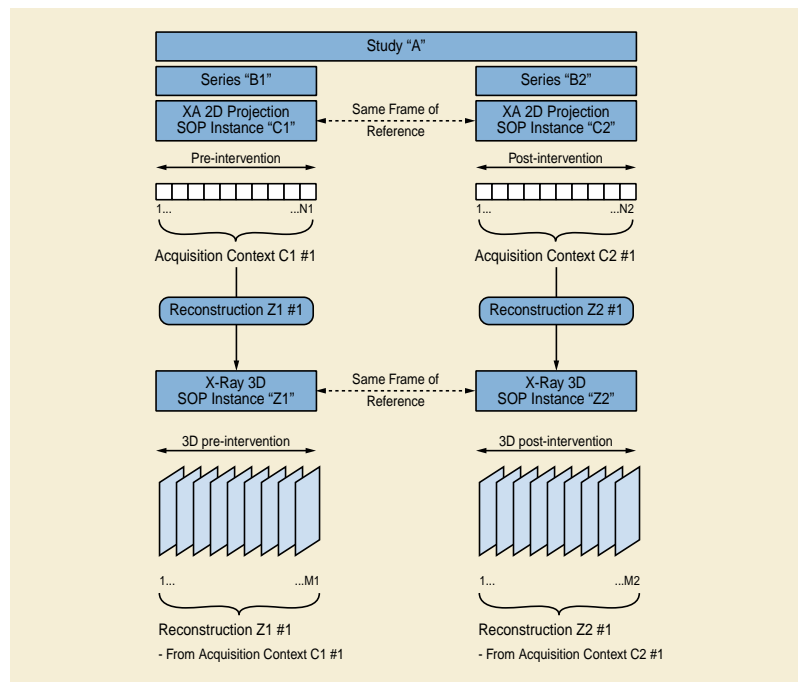 Study “A”
Series “B1”
Series “B2”
XA 2D Projection
SOP Instance “C1”
Same Frame of
Reference
XA 2D Projection
SOP Instance “C2”
Pre-intervention
Post-intervention
1...
...N1
1...
...N2
Acquisition Context C1 #1
Acquisition Context C2 #1
Reconstruction Z1 #1
Reconstruction Z2 #1
X-Ray 3D
SOP Instance “Z1”
Same Frame of
Reference
X-Ray 3D
SOP Instance “Z2”
3D pre-intervention
3D post-intervention
1...
...M1
1...
...M2
Reconstruction Z1 #1
- From Acquisition Context C1 #1
Reconstruction Z2 #1
- From Acquisition Context C2 #1